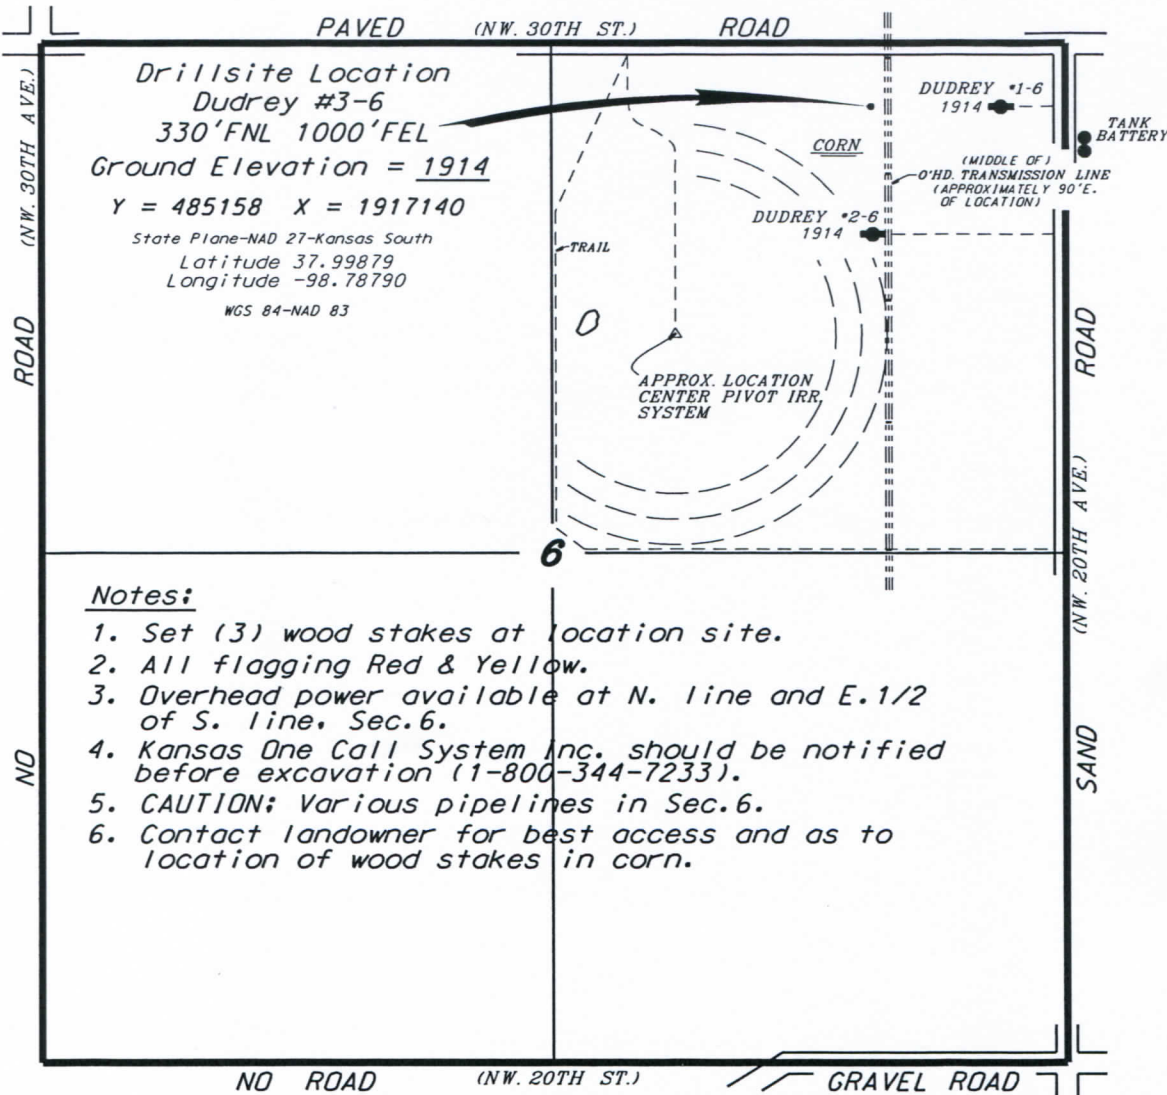 PAVED (NW. 30TH ST.) ROAD
(NW. 30TH AVE.)
ROAD
NO
Drillsite Location
Dudrey #3-6
330'FNL 1000'FEL
Ground Elevation = 1914
Y = 485158 X = 1917140
State Plane-NAD 27-Kansas South
Latitude 37.99879
Longitude -98.78790
WGS 84-NAD 83
DUDREY #1-6
1914
TANK
BATTERY
CORN
(MIDDLE OF)
O'HD. TRANSMISSION LINE
(APPROXIMATELY 90'E.
OF LOCATION)
DUDREY #2-6
1914
TRAIL
APPROX. LOCATION
CENTER PIVOT IRR.
SYSTEM
ROAD
(NW. 20TH AVE.)
SAND
6
Notes:
1. Set (3) wood stakes at location site.
2. All flagging Red & Yellow.
3. Overhead power available at N. line and E.1/2
of S. line, Sec.6.
4. Kansas One Call System Inc. should be notified
before excavation (1-800-344-7233).
5. CAUTION: Various pipelines in Sec.6.
6. Contact landowner for best access and as to
location of wood stakes in corn.
NO ROAD (NW. 20TH ST.) GRAVEL ROAD